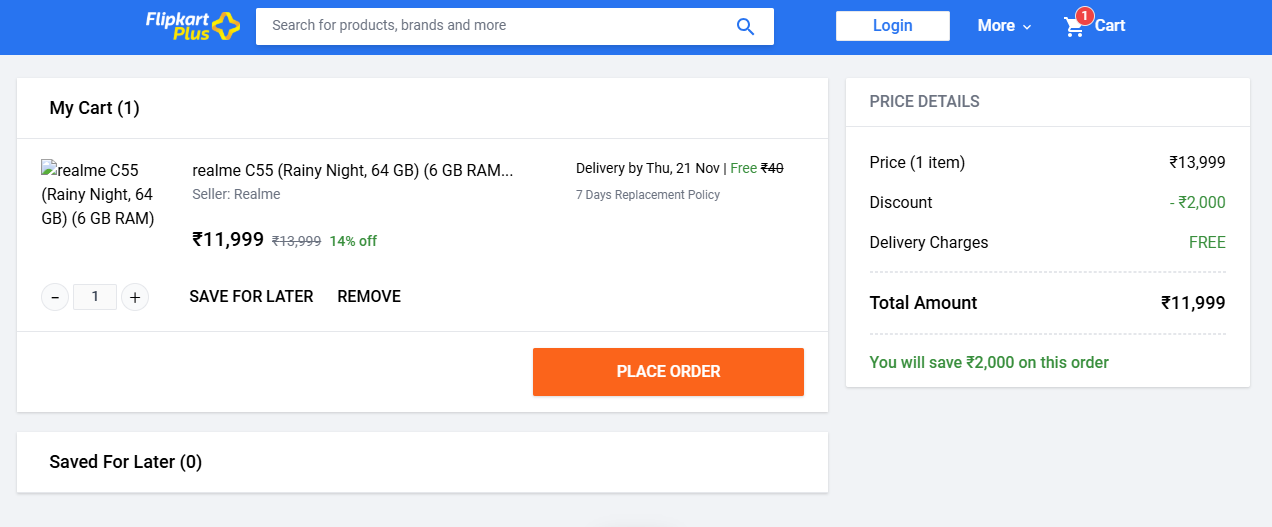 Flipkart
Plus
Search for products, brands and more
Login
More
1
Cart
My Cart (1)
realme C55
(Rainy Night, 64
GB) (6 GB RAM)
realme C55 (Rainy Night, 64 GB) (6 GB RAM...
Seller: Realme
₹11,999 ₹13,999 14% off
Delivery by Thu, 21 Nov | Free ₹40
7 Days Replacement Policy
- 1 +
SAVE FOR LATER REMOVE
PLACE ORDER
Saved For Later (0)
PRICE DETAILS
Price (1 item) ₹13,999
Discount - ₹2,000
Delivery Charges FREE
Total Amount ₹11,999
You will save ₹2,000 on this order